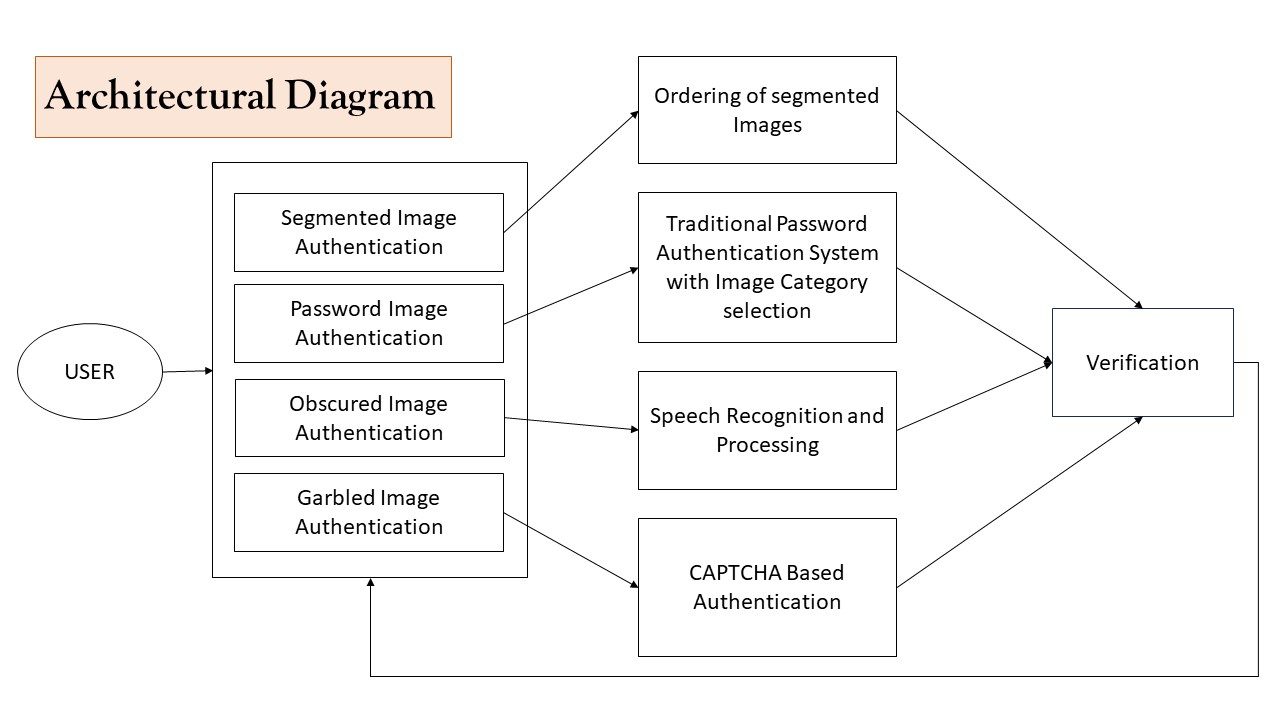 Architectural Diagram
USER
Segmented Image
Authentication
Password Image
Authentication
Obscured Image
Authentication
Garbled Image
Authentication
Ordering of segmented
Images
Traditional Password
Authentication System
with Image Category
selection
Speech Recognition and
Processing
CAPTCHA Based
Authentication
Verification